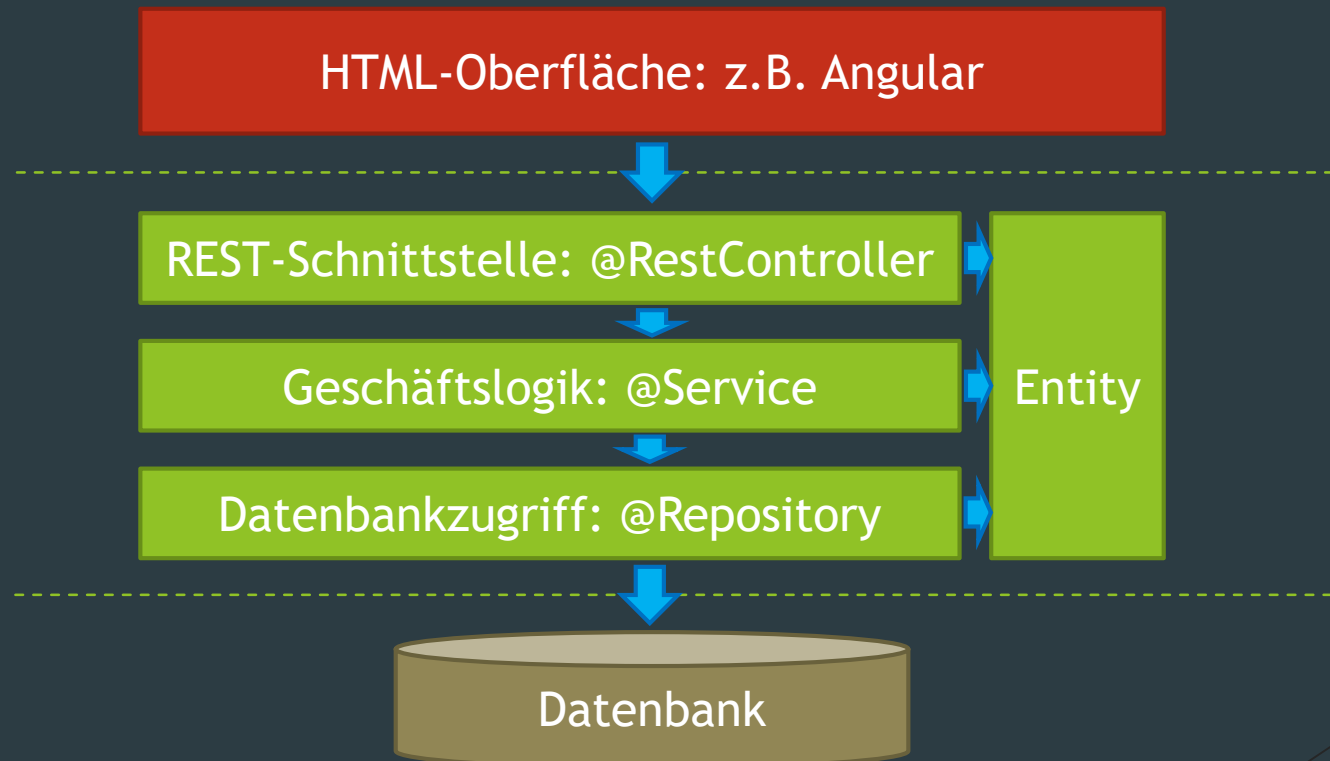 HTML-Oberfläche: z.B. Angular
REST-Schnittstelle: @RestController
Geschäftslogik: @Service
Entity
Datenbankzugriff: @Repository
Datenbank